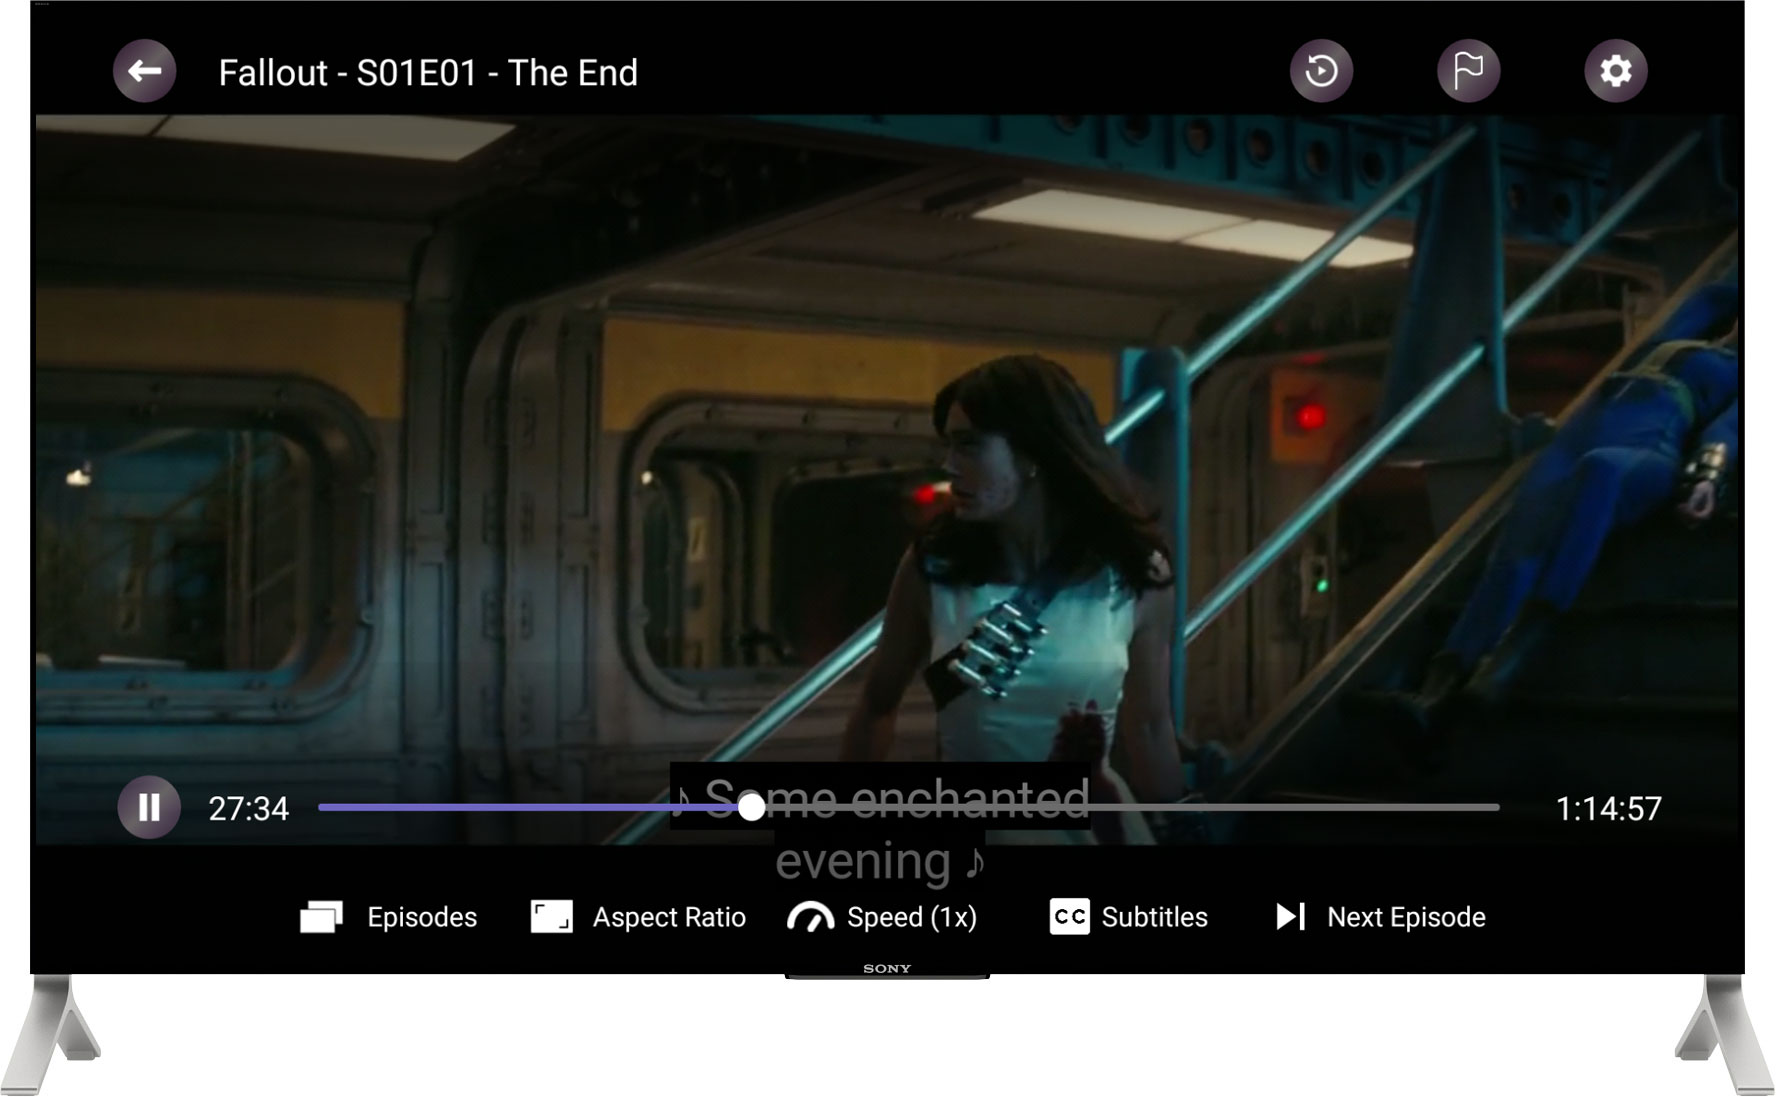 Fallout - S01E01 - The End
♪ Some enchanted
evening ♪
27:34
1:14:57
Episodes
Aspect Ratio
Speed (1x)
CC Subtitles
Next Episode
SONY